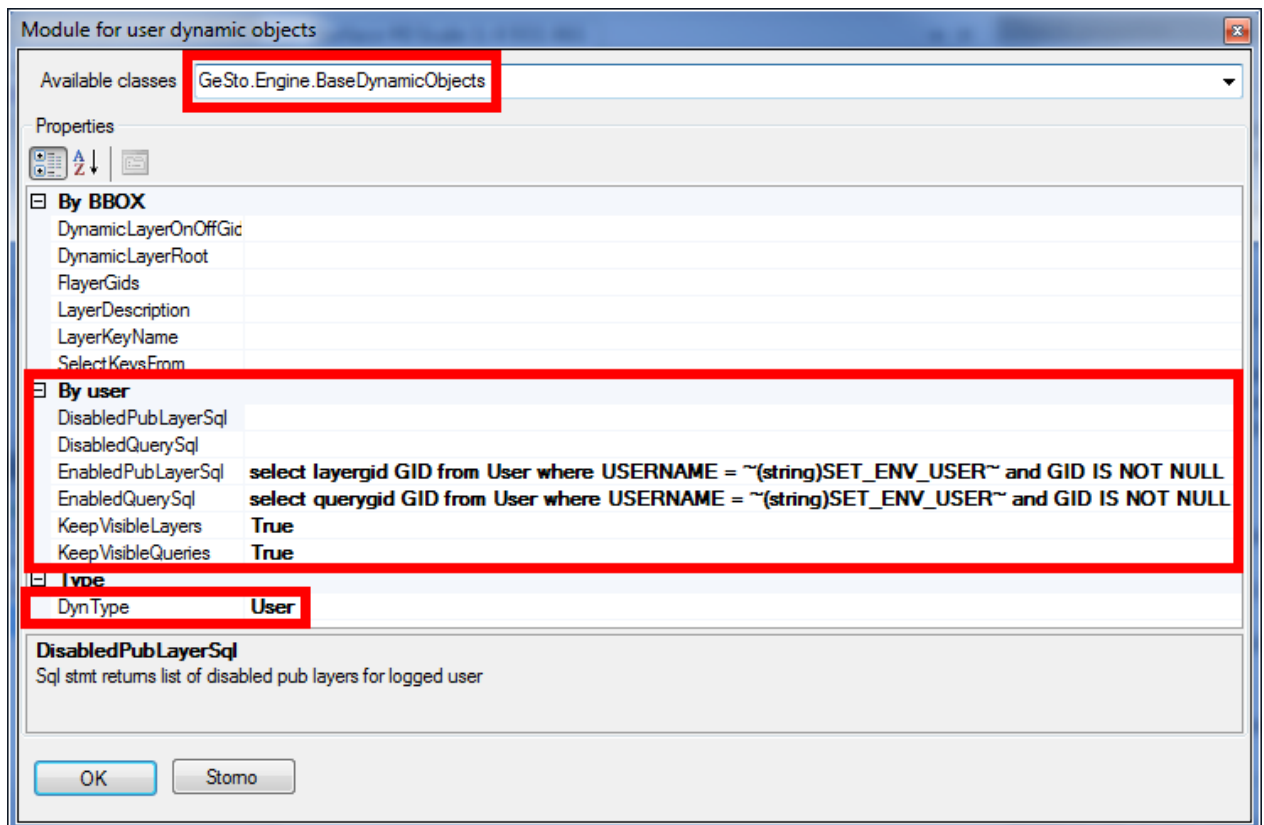 Module for user dynamic objects
Available classes GeSto.Engine.BaseDynamicObjects
Properties
By BBOX
DynamicLayerOnOffGid
DynamicLayerRoot
FlayerGids
LayerDescription
LayerKeyName
SelectKeysFrom
By user
DisabledPubLayerSql
DisabledQuerySql
EnabledPubLayerSql select layergid GID from User where USERNAME = ~(string)SET_ENV_USER~ and GID IS NOT NULL
EnabledQuerySql select querygid GID from User where USERNAME = ~(string)SET_ENV_USER~ and GID IS NOT NULL
KeepVisibleLayers True
KeepVisibleQueries True
Type
DynType User
DisabledPubLayerSql
Sql stmt returns list of disabled pub layers for logged user
OK Storno